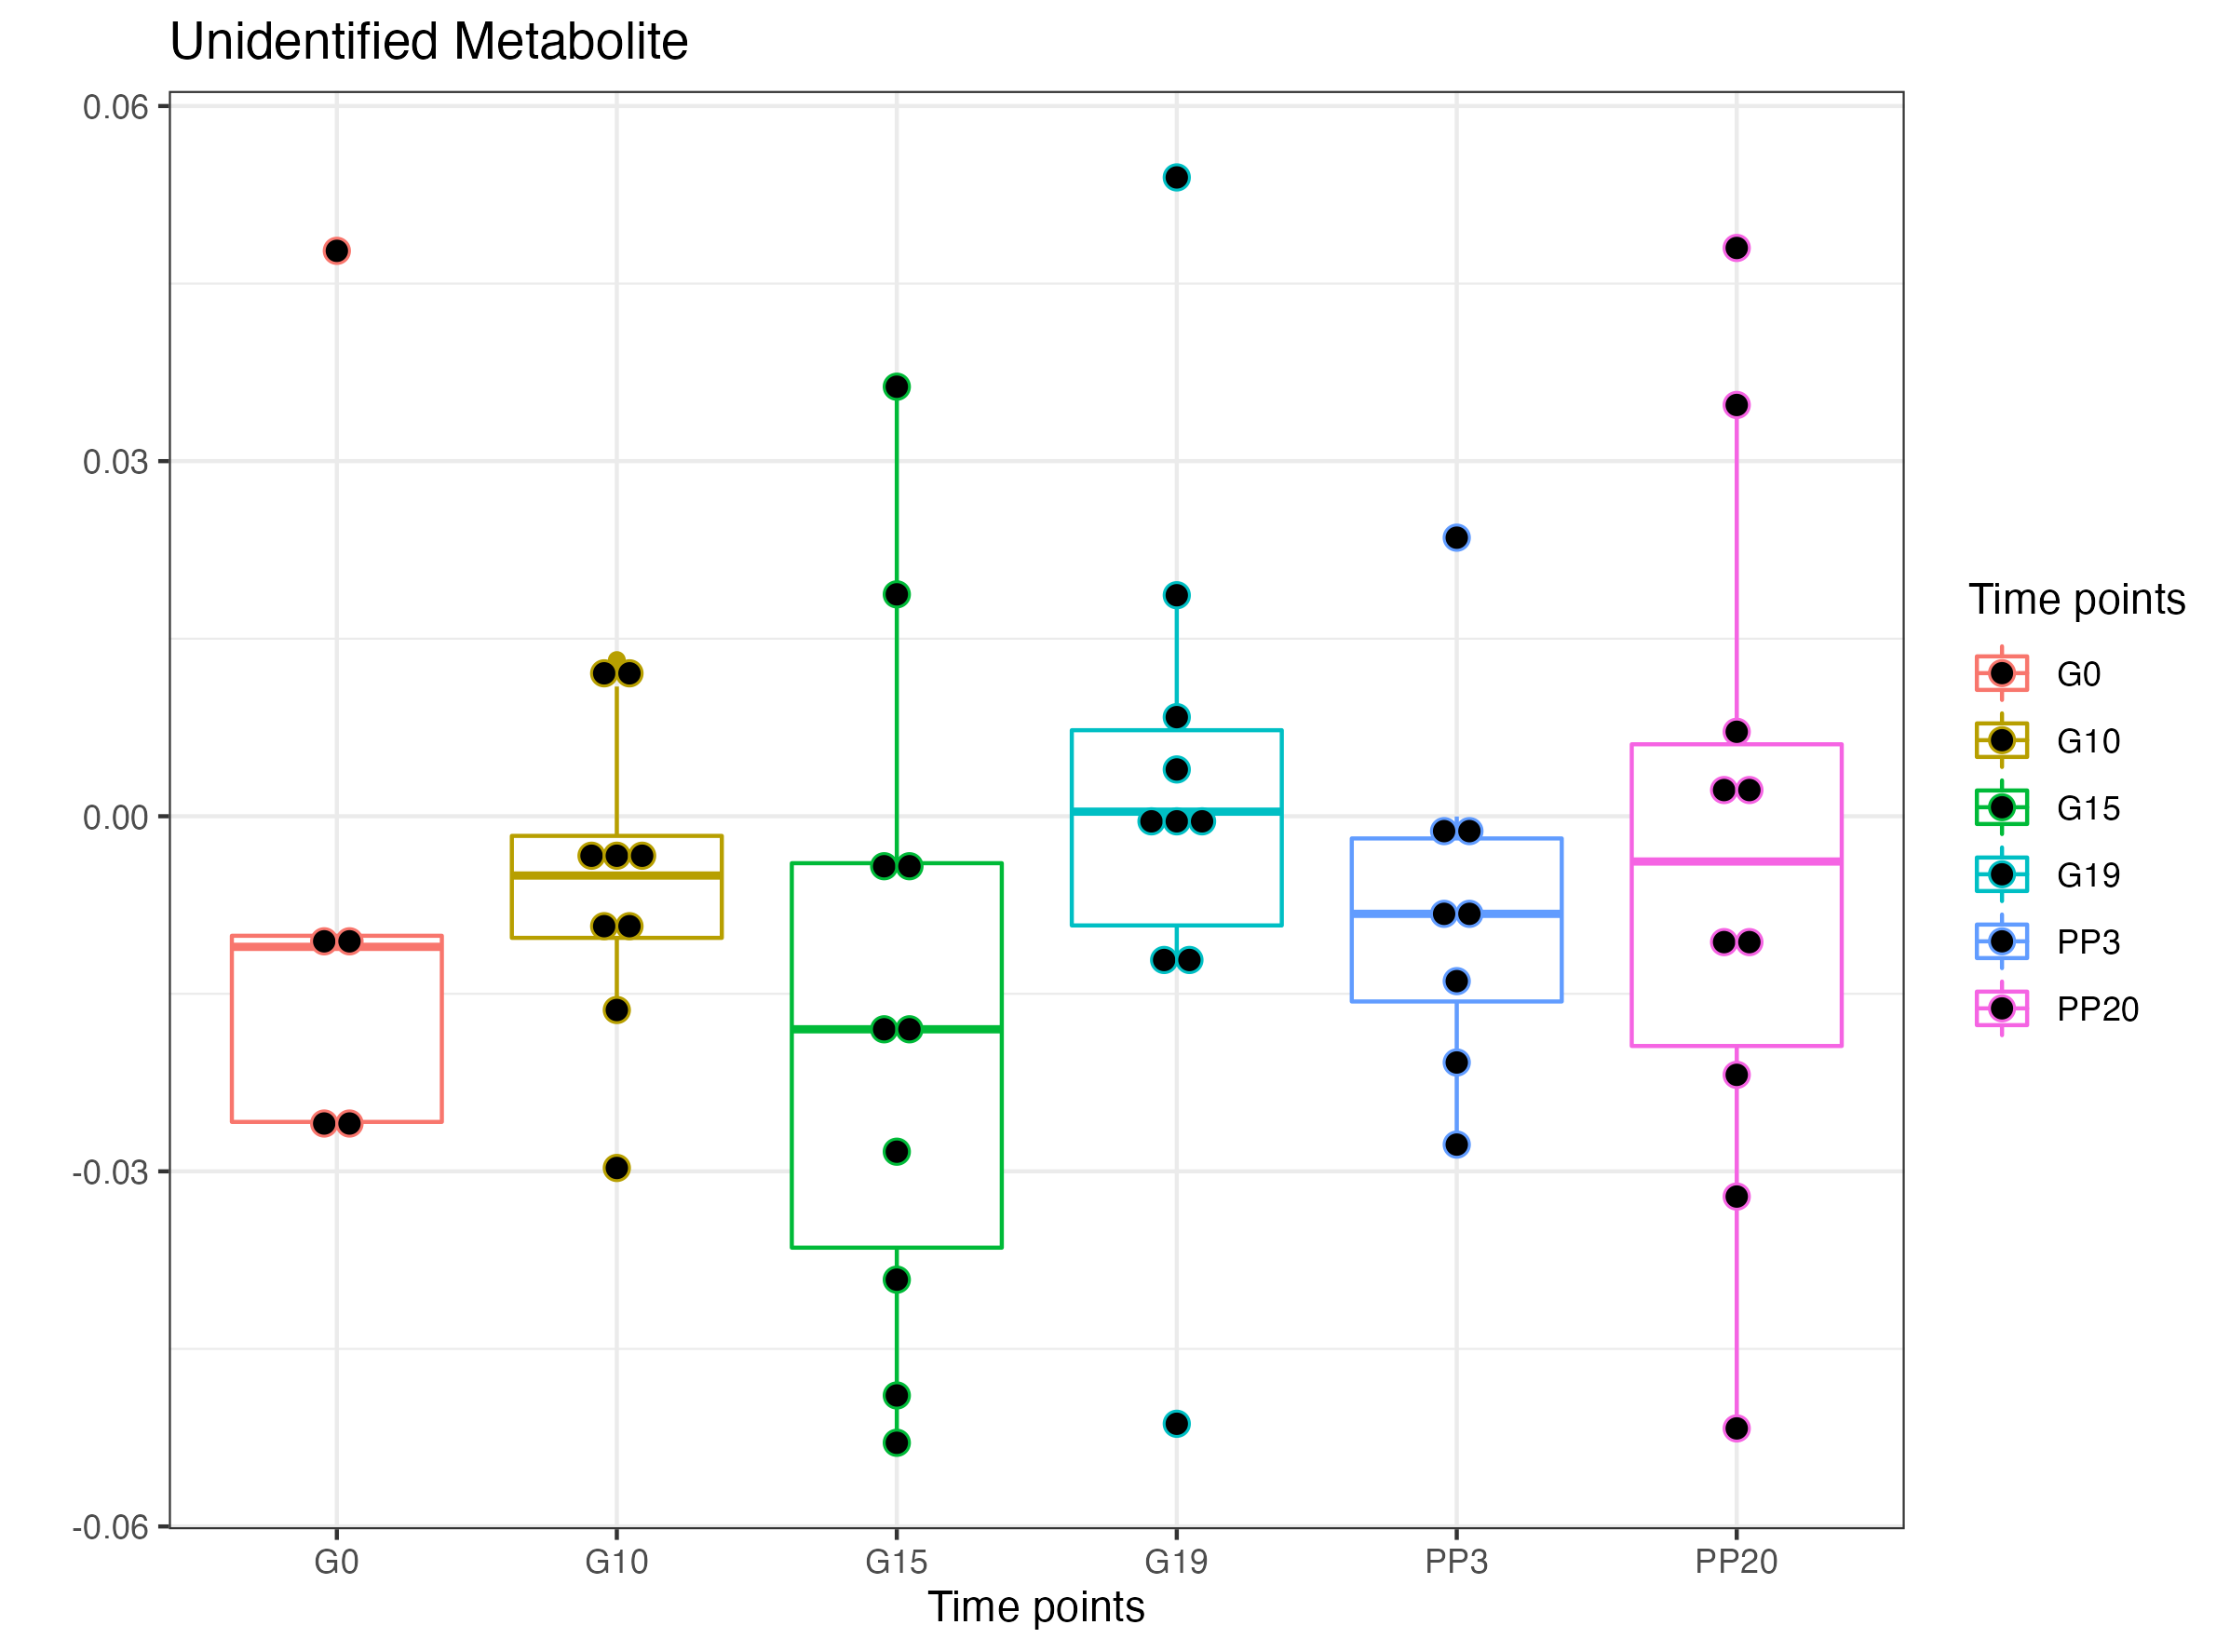 Unidentified Metabolite
0.06
0.03
0.00
-0.03
-0.06
G0 G10 G15 G19 PP3 PP20
Time points
Time points
G0
G10
G15
G19
PP3
PP20